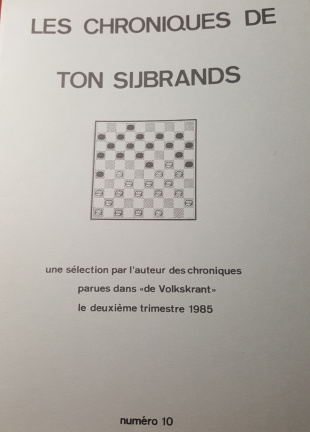 LES CHRONIQUES DE
TON SIJBRANDS
une sélection par l'auteur des chroniques
parues dans «de Volkskrant»
le deuxième trimestre 1985
numéro 10